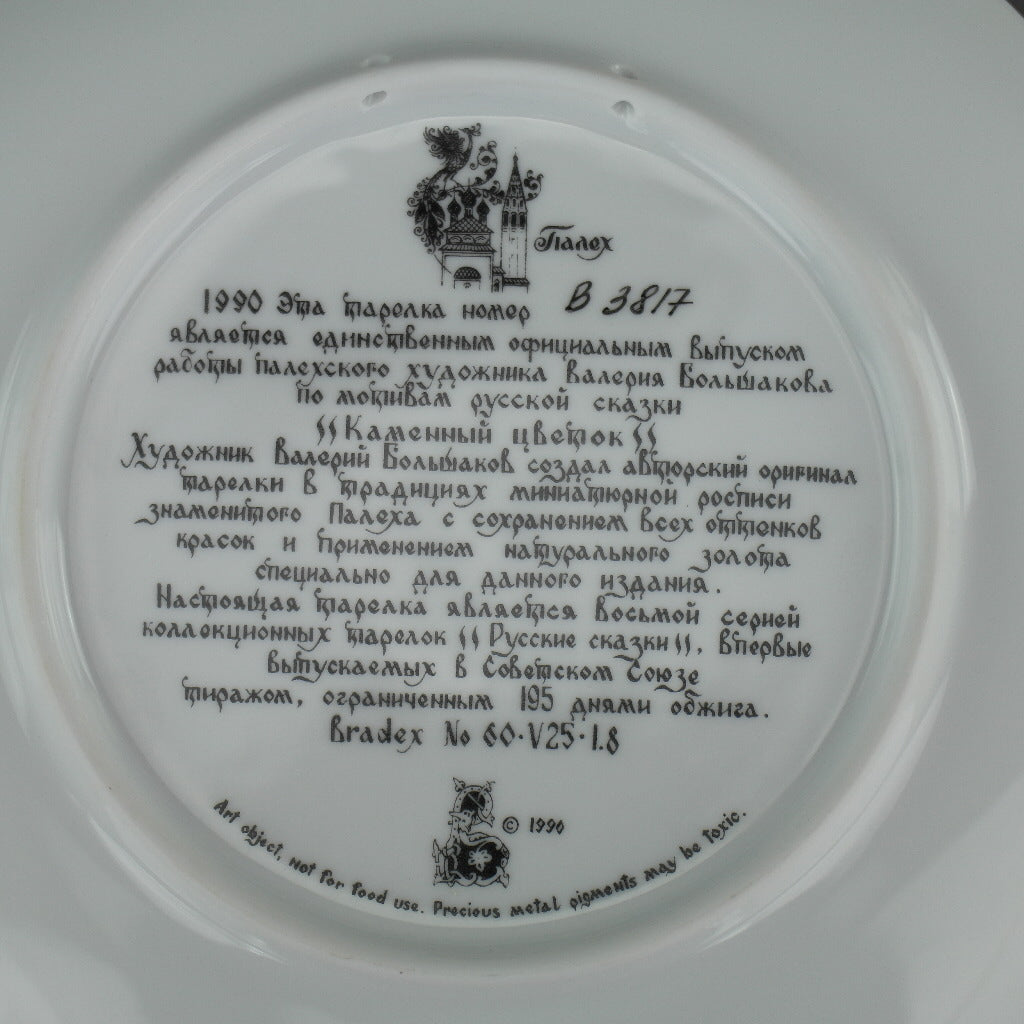 Палех
1990 Эта тарелка номер В 3817
является единственным официальным выпуском
работы палехского художника Валерия Большакова
по мотивам русской сказки
"Каменный цветок"
Художник Валерий Большаков создал авторский оригинал
тарелки в традициях миниатюрной росписи
знаменитого Палеха с сохранением всех оттенков
красок и применением натурального золота
специально для данного издания.
Настоящая тарелка является восьмой серией
коллекционных тарелок "Русские сказки", впервые
выпускаемых в Советском Союзе
тиражом, ограниченным 195 днями обжига.
Bradex No 60·V25·1.8
© 1990
Art object, not for food use. Precious metal pigments may be toxic.